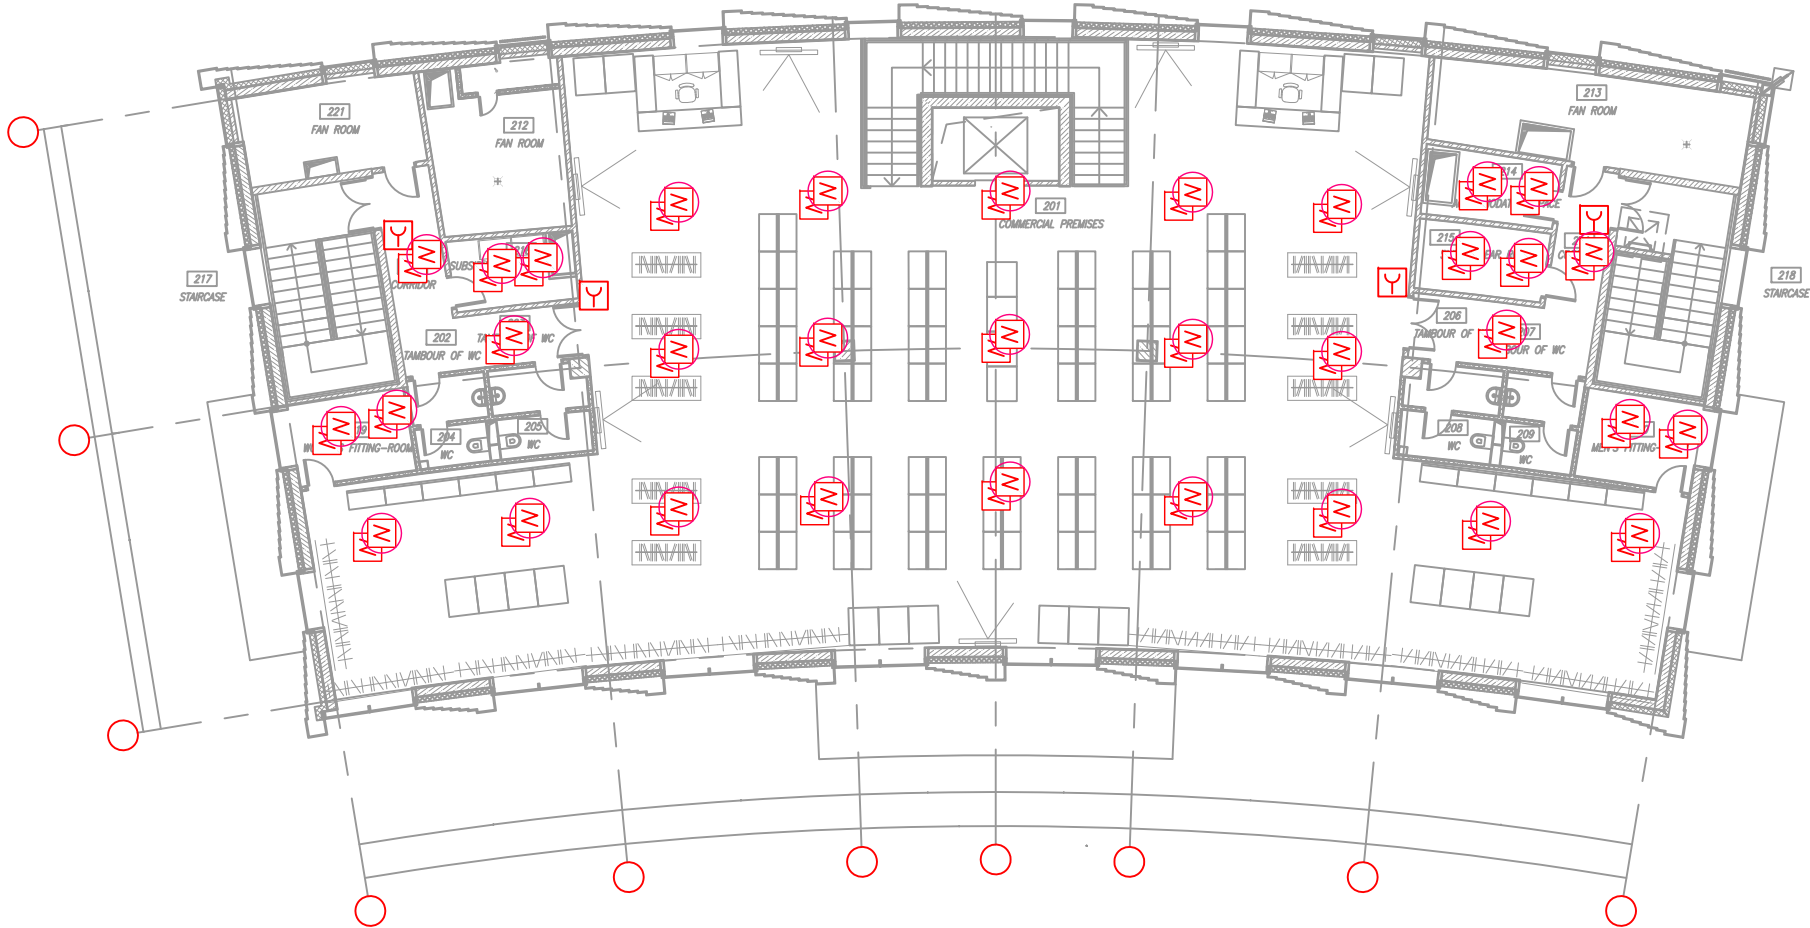 221
FAN ROOM
212
FAN ROOM
213
FAN ROOM
201
COMMERCIAL PREMISES
217
STAIRCASE
218
STAIRCASE
CORRIDOR
202
TAMBOUR OF WC
WC
206
TAMBOUR OF
OF WC
204
WC
205
WC
208
WC
209
WC
FITTING-ROOM
MEN'S FITTING-
215